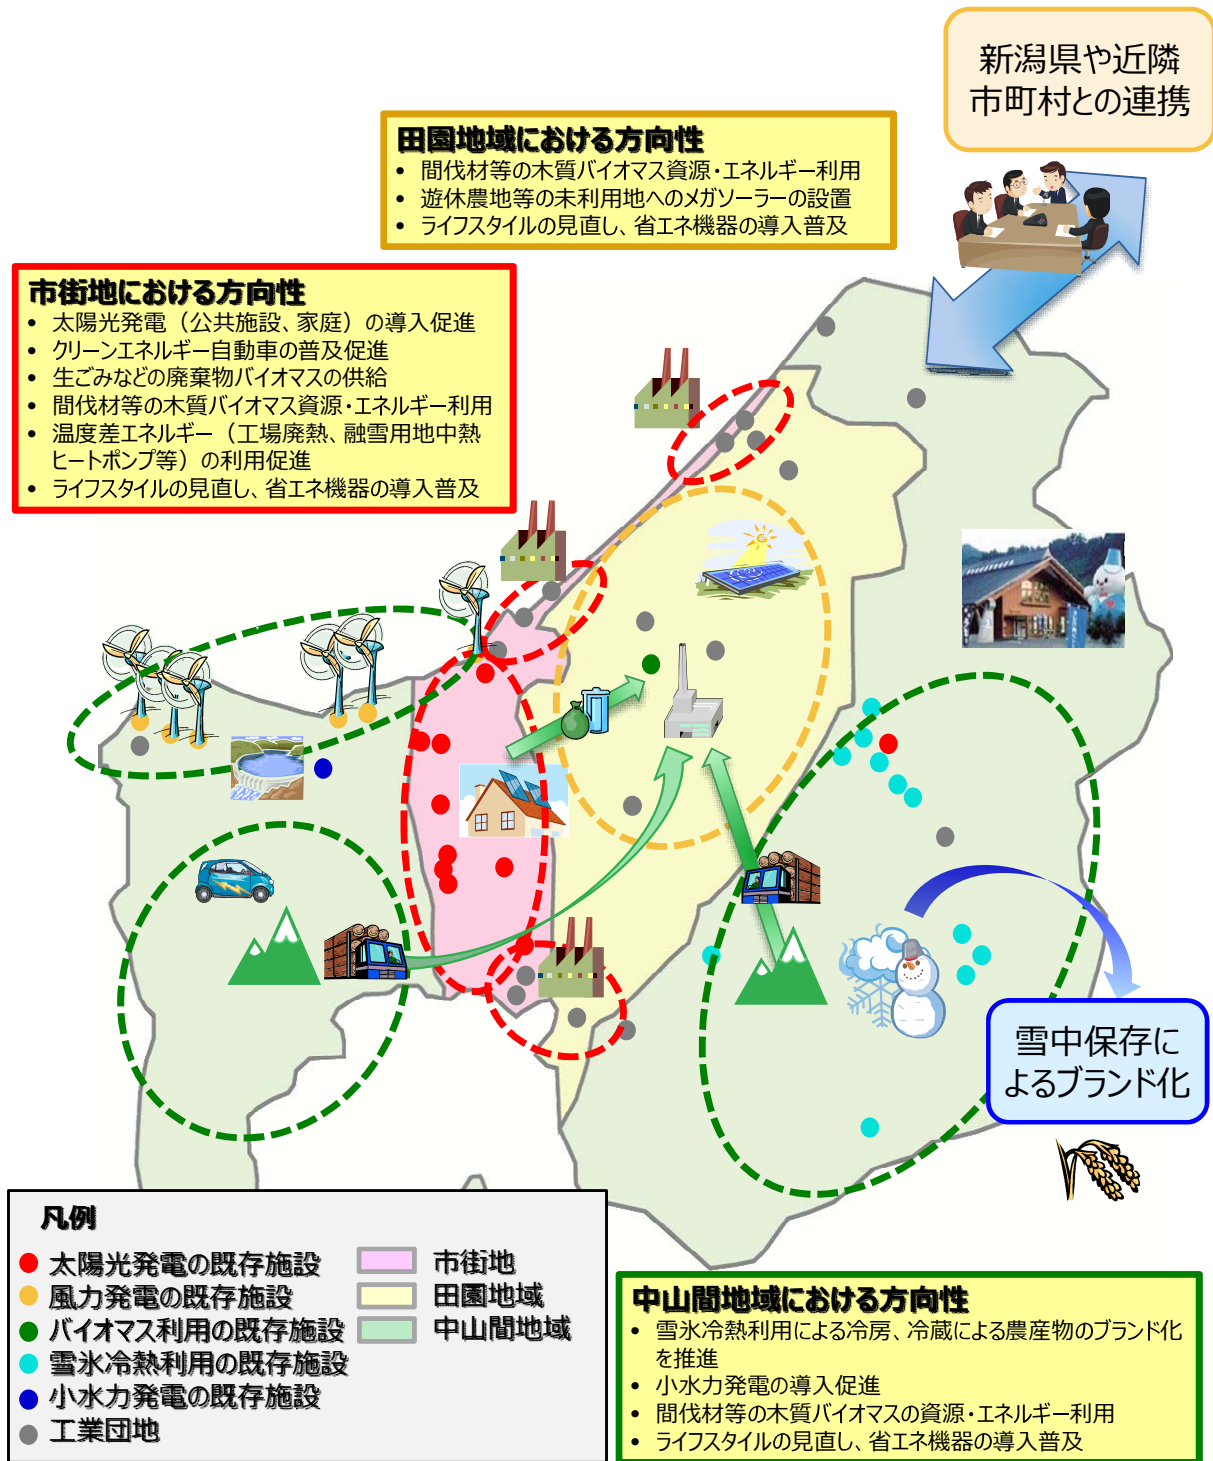 新潟県や近隣
市町村との連携
田園地域における方向性
• 間伐材等の木質バイオマス資源・エネルギー利用
• 遊休農地等の未利用地へのメガソーラーの設置
• ライフスタイルの見直し、省エネ機器の導入普及
市街地における方向性
• 太陽光発電（公共施設、家庭）の導入促進
• クリーンエネルギー自動車の普及促進
• 生ごみなどの廃棄物バイオマスの供給
• 間伐材等の木質バイオマス資源・エネルギー利用
• 温度差エネルギー（工場廃熱、融雪用地中熱
ヒートポンプ等）の利用促進
• ライフスタイルの見直し、省エネ機器の導入普及
雪中保存に
よるブランド化
凡例
太陽光発電の既存施設
風力発電の既存施設
バイオマス利用の既存施設
雪氷冷熱利用の既存施設
小水力発電の既存施設
工業団地
市街地
田園地域
中山間地域
中山間地域における方向性
• 雪氷冷熱利用による冷房、冷蔵による農産物のブランド化
を推進
• 小水力発電の導入促進
• 間伐材等の木質バイオマスの資源・エネルギー利用
• ライフスタイルの見直し、省エネ機器の導入普及